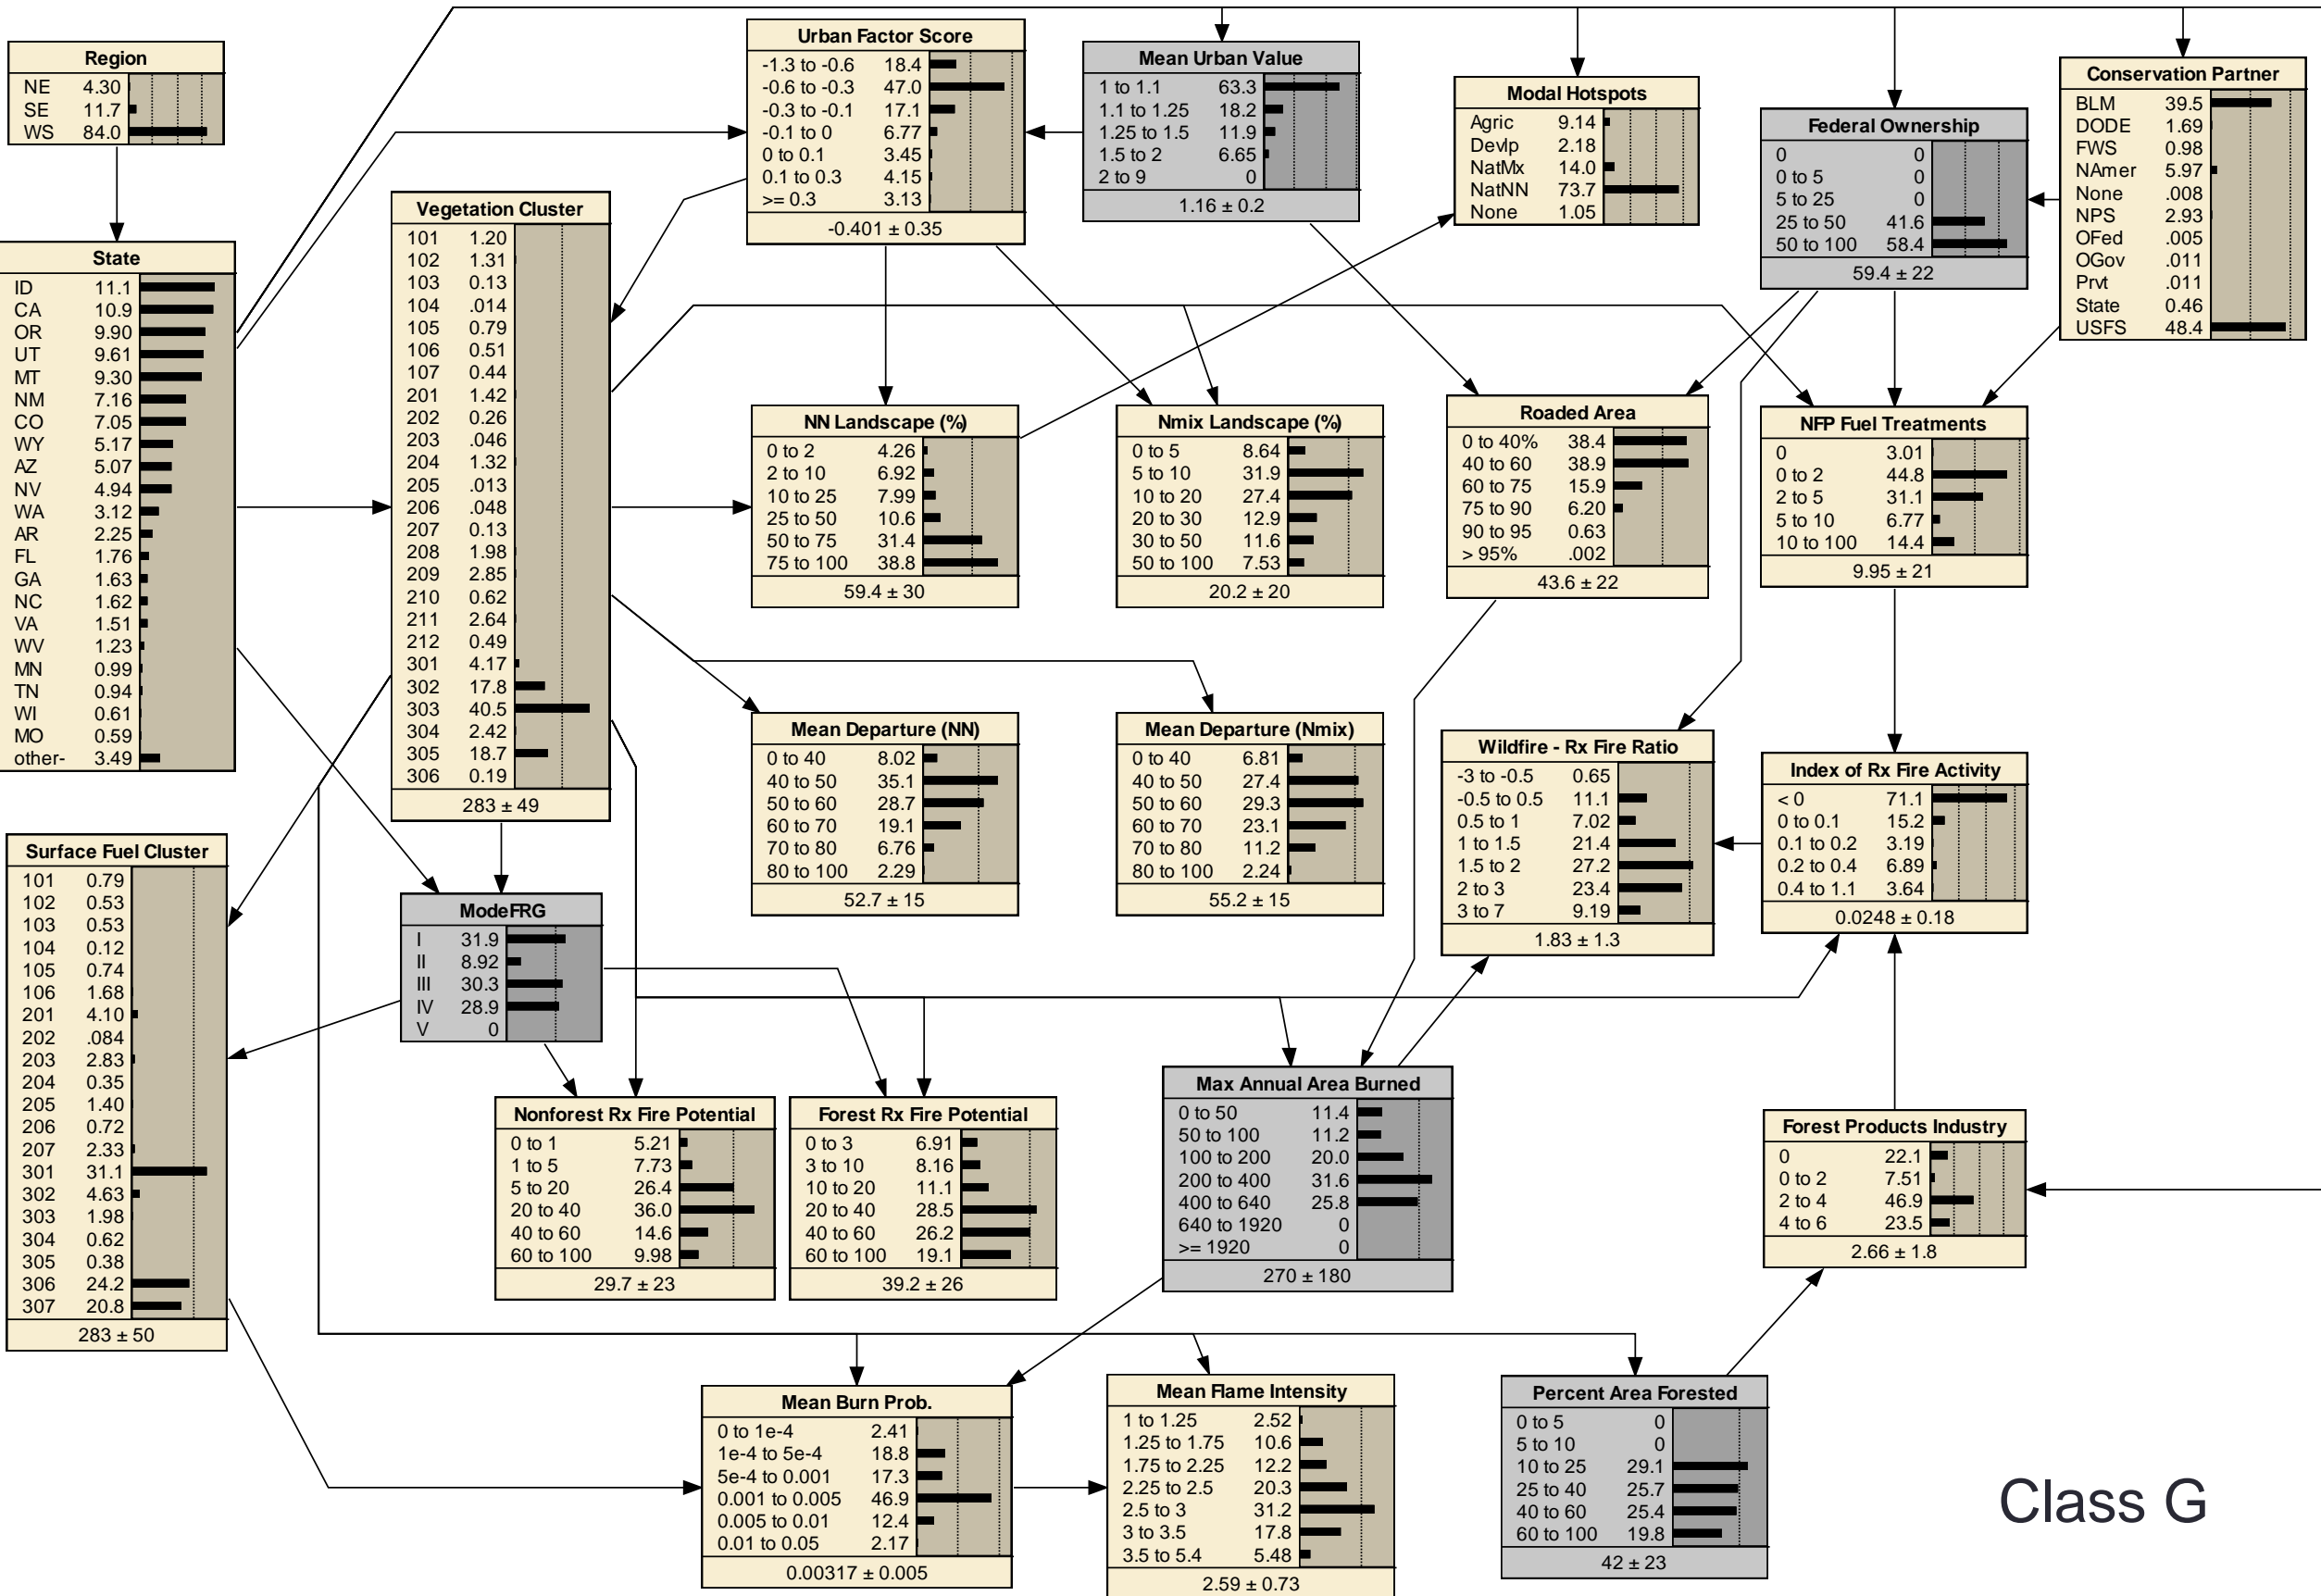 Region
NE 4.30
SE 11.7
WS 84.0
State
ID 11.1
CA 10.9
OR 9.90
UT 9.61
MT 9.30
NM 7.16
CO 7.05
WY 5.17
AZ 5.07
NV 4.94
WA 3.12
AR 2.25
FL 1.76
GA 1.63
NC 1.62
VA 1.51
WV 1.23
MN 0.99
TN 0.94
WI 0.61
MO 0.59
other- 3.49
Surface Fuel Cluster
101 0.79
102 0.53
103 0.53
104 0.12
105 0.74
106 1.68
201 4.10
202 .084
203 2.83
204 0.35
205 1.40
206 0.72
207 2.33
301 31.1
302 4.63
303 1.98
304 0.62
305 0.38
306 24.2
307 20.8
283 ± 50
Vegetation Cluster
101 1.20
102 1.31
103 0.13
104 .014
105 0.79
106 0.51
107 0.44
201 1.42
202 0.26
203 .046
204 1.32
205 .013
206 .048
207 0.13
208 1.98
209 2.85
210 0.62
211 2.64
212 0.49
301 4.17
302 17.8
303 40.5
304 2.42
305 18.7
306 0.19
283 ± 49
ModeFRG
I 31.9
II 8.92
III 30.3
IV 28.9
V 0
Urban Factor Score
-1.3 to -0.6 18.4
-0.6 to -0.3 47.0
-0.3 to -0.1 17.1
-0.1 to 0 6.77
0 to 0.1 3.45
0.1 to 0.3 4.15
>= 0.3 3.13
-0.401 ± 0.35
Mean Urban Value
1 to 1.1 63.3
1.1 to 1.25 18.2
1.25 to 1.5 11.9
1.5 to 2 6.65
2 to 9 0
1.16 ± 0.2
Modal Hotspots
Agric 9.14
Devlp 2.18
NatMx 14.0
NatNN 73.7
None 1.05
Federal Ownership
0 0
0 to 5 0
5 to 25 0
25 to 50 41.6
50 to 100 58.4
59.4 ± 22
Conservation Partner
BLM 39.5
DODE 1.69
FWS 0.98
NAmer 5.97
None .008
NPS 2.93
OFed .005
OGov .011
Prvt .011
State 0.46
USFS 48.4
NN Landscape (%)
0 to 2 4.26
2 to 10 6.92
10 to 25 7.99
25 to 50 10.6
50 to 75 31.4
75 to 100 38.8
59.4 ± 30
Nmix Landscape (%)
0 to 5 8.64
5 to 10 31.9
10 to 20 27.4
20 to 30 12.9
30 to 50 11.6
50 to 100 7.53
20.2 ± 20
Roaded Area
0 to 40% 38.4
40 to 60 38.9
60 to 75 15.9
75 to 90 6.20
90 to 95 0.63
> 95% .002
43.6 ± 22
NFP Fuel Treatments
0 3.01
0 to 2 44.8
2 to 5 31.1
5 to 10 6.77
10 to 100 14.4
9.95 ± 21
Mean Departure (NN)
0 to 40 8.02
40 to 50 35.1
50 to 60 28.7
60 to 70 19.1
70 to 80 6.76
80 to 100 2.29
52.7 ± 15
Mean Departure (Nmix)
0 to 40 6.81
40 to 50 27.4
50 to 60 29.3
60 to 70 23.1
70 to 80 11.2
80 to 100 2.24
55.2 ± 15
Wildfire - Rx Fire Ratio
-3 to -0.5 0.65
-0.5 to 0.5 11.1
0.5 to 1 7.02
1 to 1.5 21.4
1.5 to 2 27.2
2 to 3 23.4
3 to 7 9.19
1.83 ± 1.3
Index of Rx Fire Activity
< 0 71.1
0 to 0.1 15.2
0.1 to 0.2 3.19
0.2 to 0.4 6.89
0.4 to 1.1 3.64
0.0248 ± 0.18
Nonforest Rx Fire Potential
0 to 1 5.21
1 to 5 7.73
5 to 20 26.4
20 to 40 36.0
40 to 60 14.6
60 to 100 9.98
29.7 ± 23
Forest Rx Fire Potential
0 to 3 6.91
3 to 10 8.16
10 to 20 11.1
20 to 40 28.5
40 to 60 26.2
60 to 100 19.1
39.2 ± 26
Max Annual Area Burned
0 to 50 11.4
50 to 100 11.2
100 to 200 20.0
200 to 400 31.6
400 to 640 25.8
640 to 1920 0
>= 1920 0
270 ± 180
Forest Products Industry
0 22.1
0 to 2 7.51
2 to 4 46.9
4 to 6 23.5
2.66 ± 1.8
Mean Burn Prob.
0 to 1e-4 2.41
1e-4 to 5e-4 18.8
5e-4 to 0.001 17.3
0.001 to 0.005 46.9
0.005 to 0.01 12.4
0.01 to 0.05 2.17
0.00317 ± 0.005
Mean Flame Intensity
1 to 1.25 2.52
1.25 to 1.75 10.6
1.75 to 2.25 12.2
2.25 to 2.5 20.3
2.5 to 3 31.2
3 to 3.5 17.8
3.5 to 5.4 5.48
2.59 ± 0.73
Percent Area Forested
0 to 5 0
5 to 10 0
10 to 25 29.1
25 to 40 25.7
40 to 60 25.4
60 to 100 19.8
42 ± 23
Class G